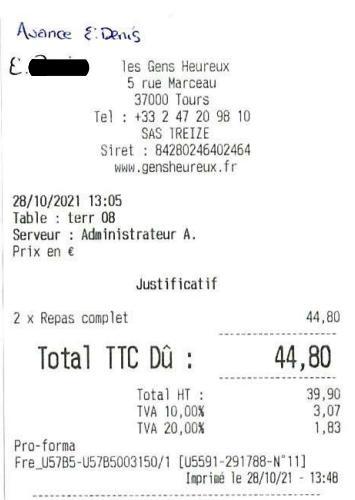 Avance E. Denis
E.
les Gens Heureux
5 rue Marceau
37000 Tours
Tel : +33 2 47 20 98 10
SAS TREIZE
Siret : 84280246402464
www.gensheureux.fr
28/10/2021 13:05
Table : terr 08
Serveur : Administrateur A.
Prix en €
Justificatif
2 x Repas complet 44,80
Total TTC Dû : 44,80
Total HT : 39,90
TVA 10,00% 3,07
TVA 20,00% 1,83
Pro-forma
Fre_U57B5-U57B5003150/1 [U5591-291788-N°11]
Imprimé le 28/10/21 - 13:48